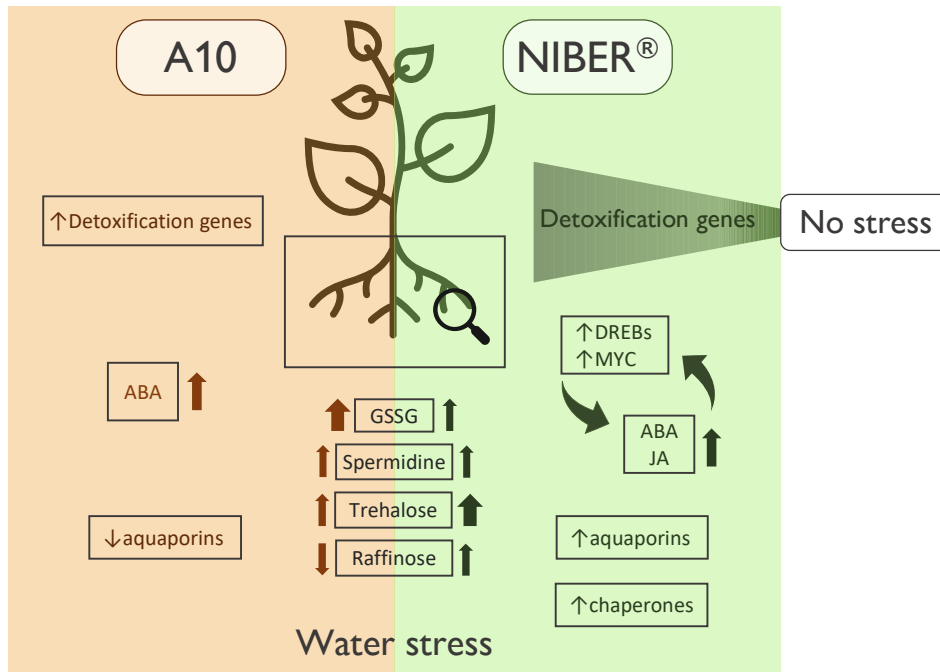 A10
NIBER®
↑Detoxification genes
Detoxification genes
No stress
↑DREBs
↑MYC
ABA
ABA
JA
GSSG
Spermidine
Trehalose
Raffinose
↓aquaporins
↑aquaporins
↑chaperones
Water stress